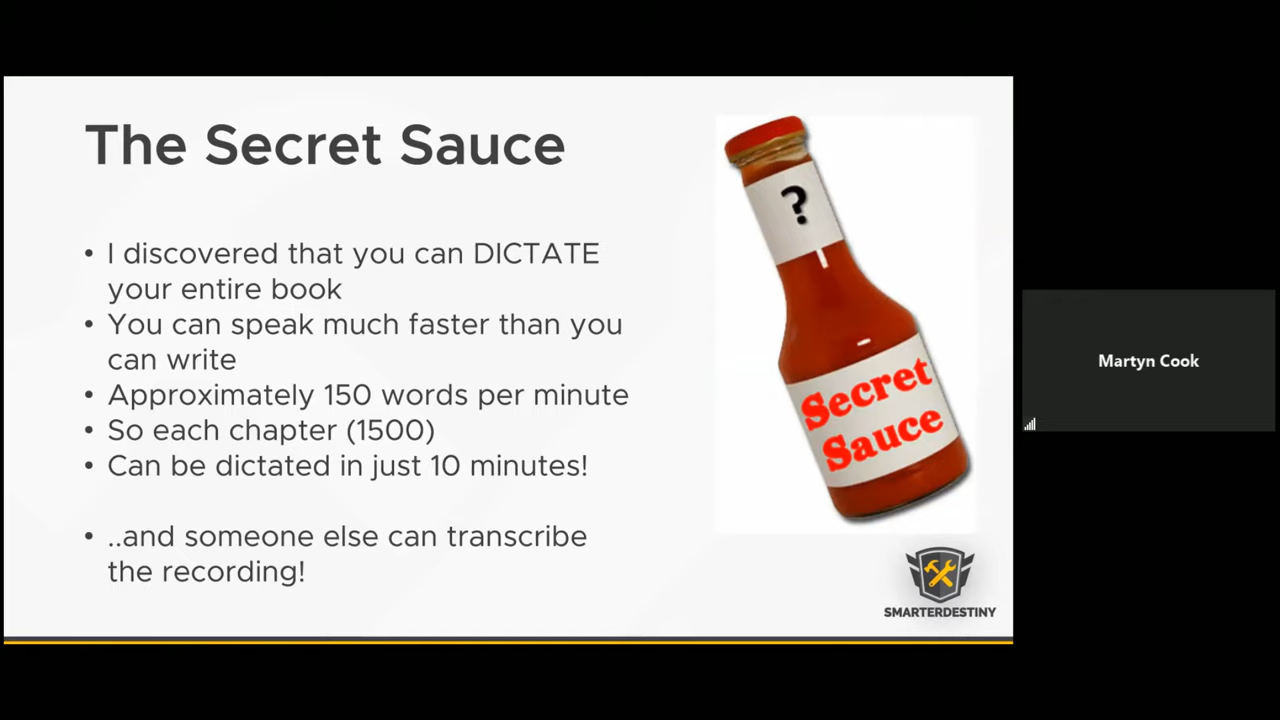 The Secret Sauce
• I discovered that you can DICTATE
your entire book
• You can speak much faster than you
can write
• Approximately 150 words per minute
• So each chapter (1500)
• Can be dictated in just 10 minutes!
• ..and someone else can transcribe
the recording!
?
Secret
Sauce
SMARTERDESTINY
Martyn Cook